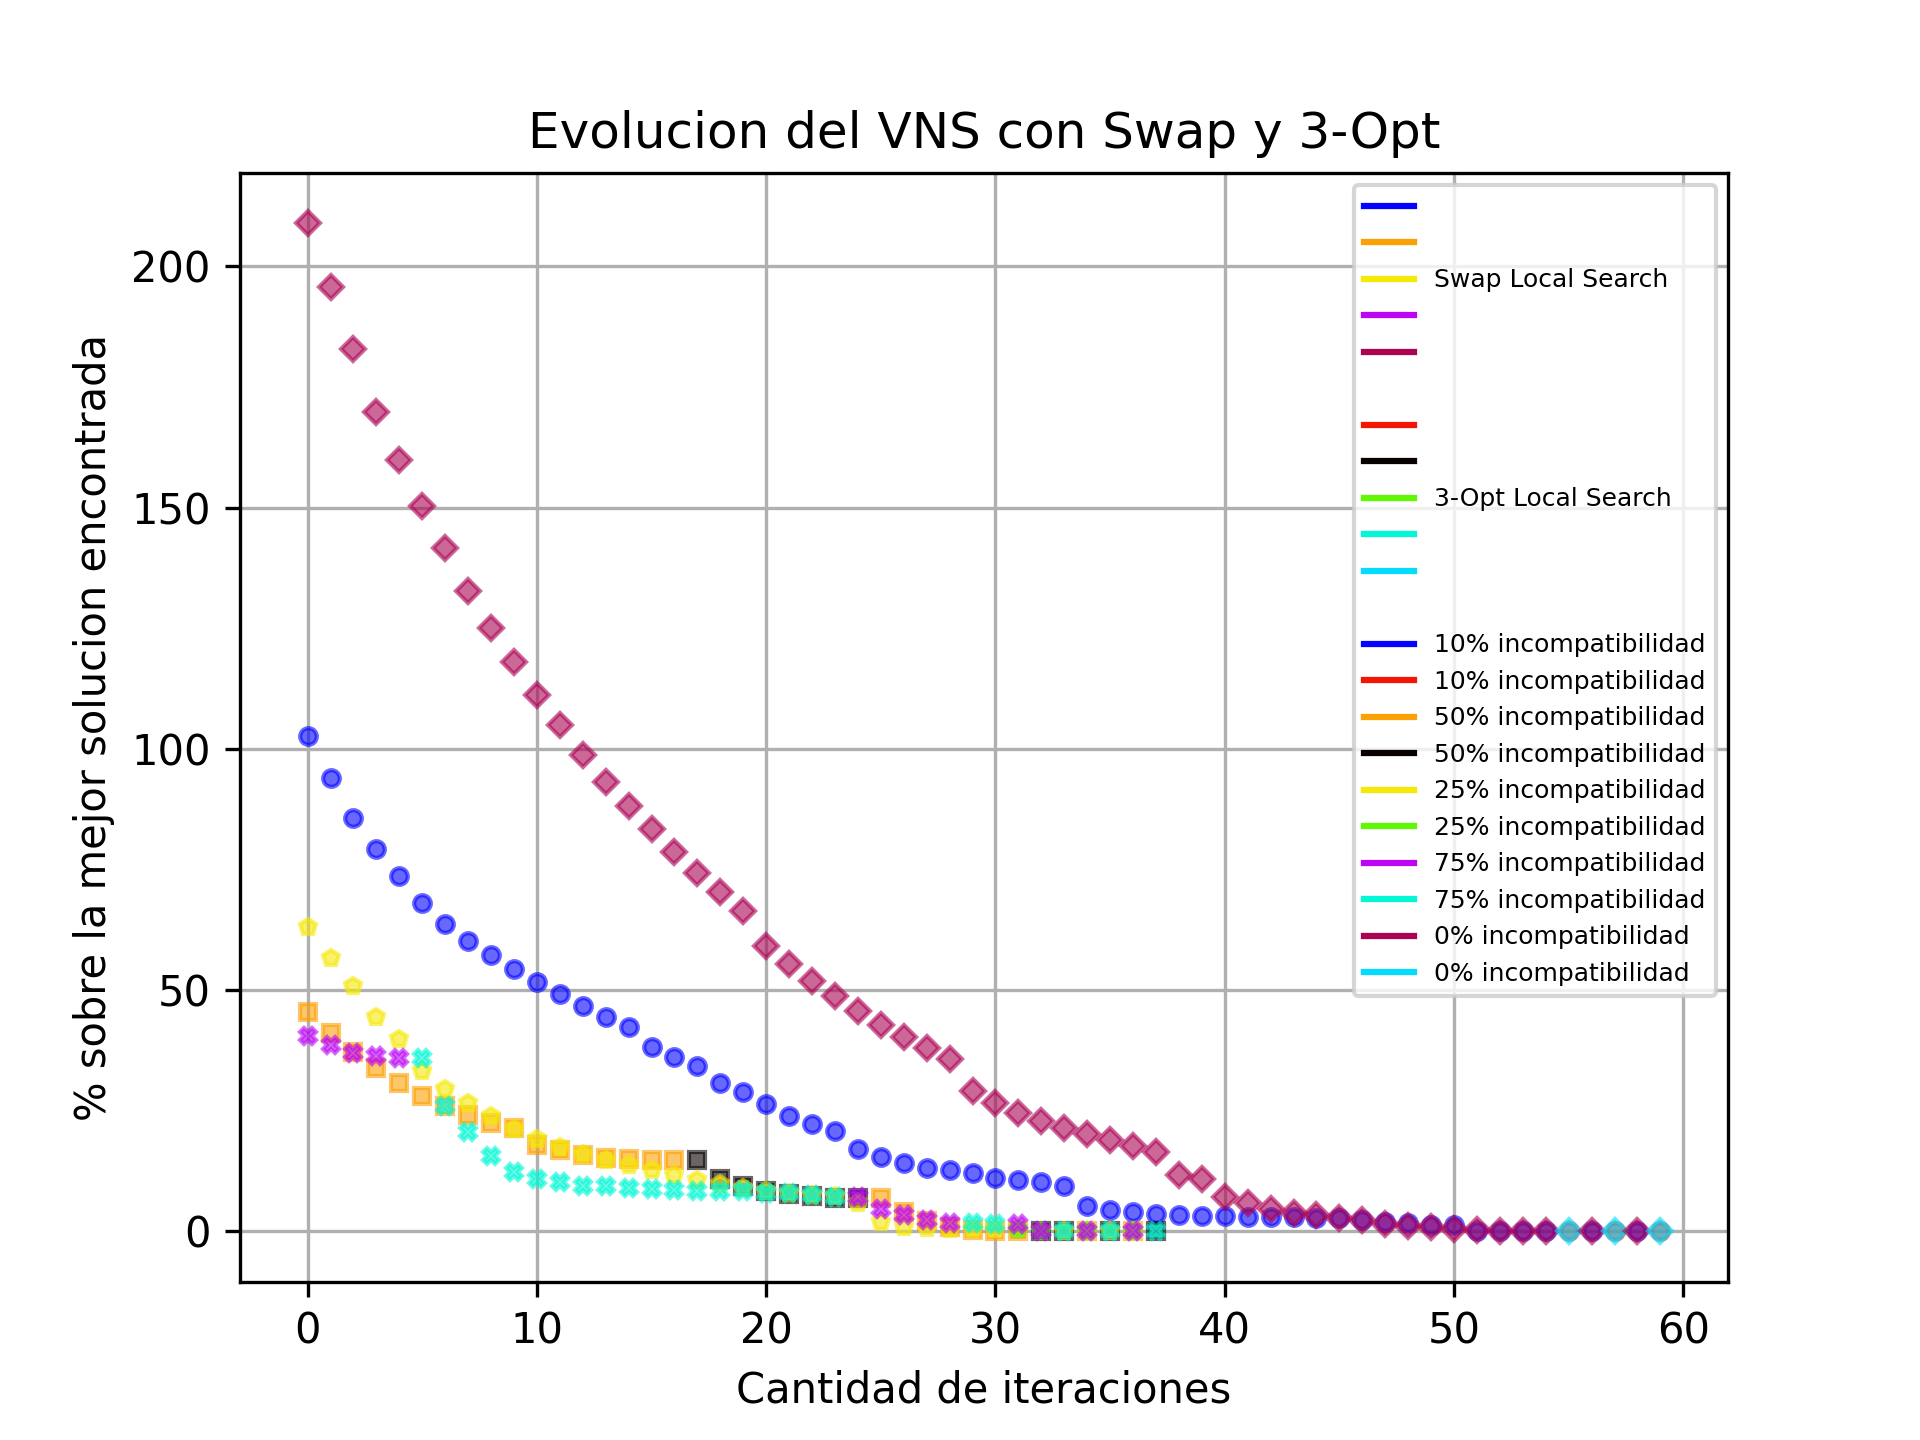 Evolucion del VNS con Swap y 3-Opt
% sobre la mejor solucion encontrada
200
150
100
50
0
0 10 20 30 40 50 60
Cantidad de iteraciones
Swap Local Search
3-Opt Local Search
10% incompatibilidad
10% incompatibilidad
50% incompatibilidad
50% incompatibilidad
25% incompatibilidad
25% incompatibilidad
75% incompatibilidad
75% incompatibilidad
0% incompatibilidad
0% incompatibilidad